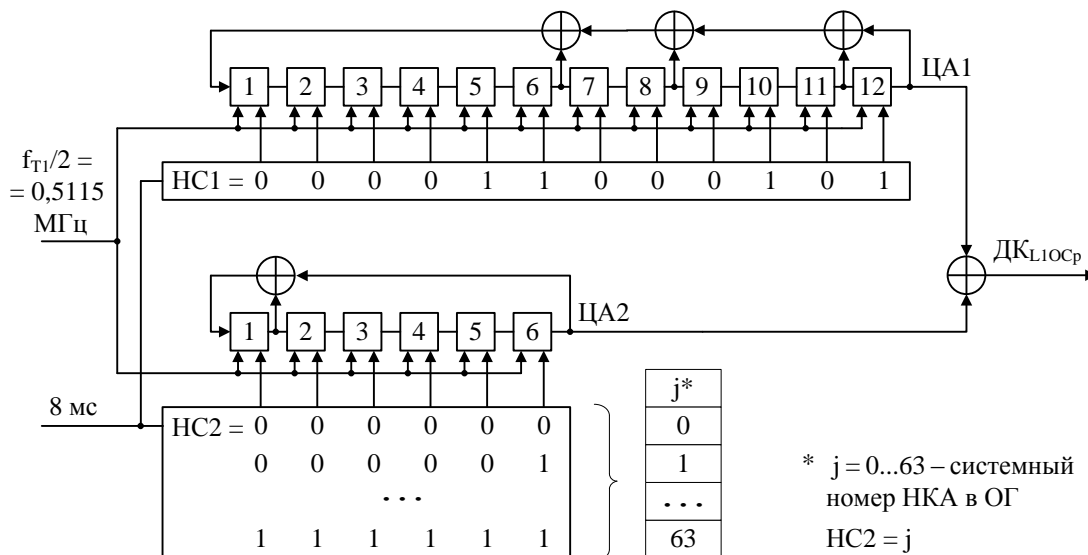 ЦА1
1 2 3 4 5 6 7 8 9 10 11 12
f_T1/2 =
= 0,5115
МГц
НС1 = 0 0 0 0 1 1 0 0 0 1 0 1
ДК_L1OCp
ЦА2
1 2 3 4 5 6
8 мс
НС2 = 0 0 0 0 0 0
0 0 0 0 0 1
. . .
1 1 1 1 1 1
j*
0
1
. . .
63
* j = 0...63 – системный
номер НКА в ОГ
НС2 = j